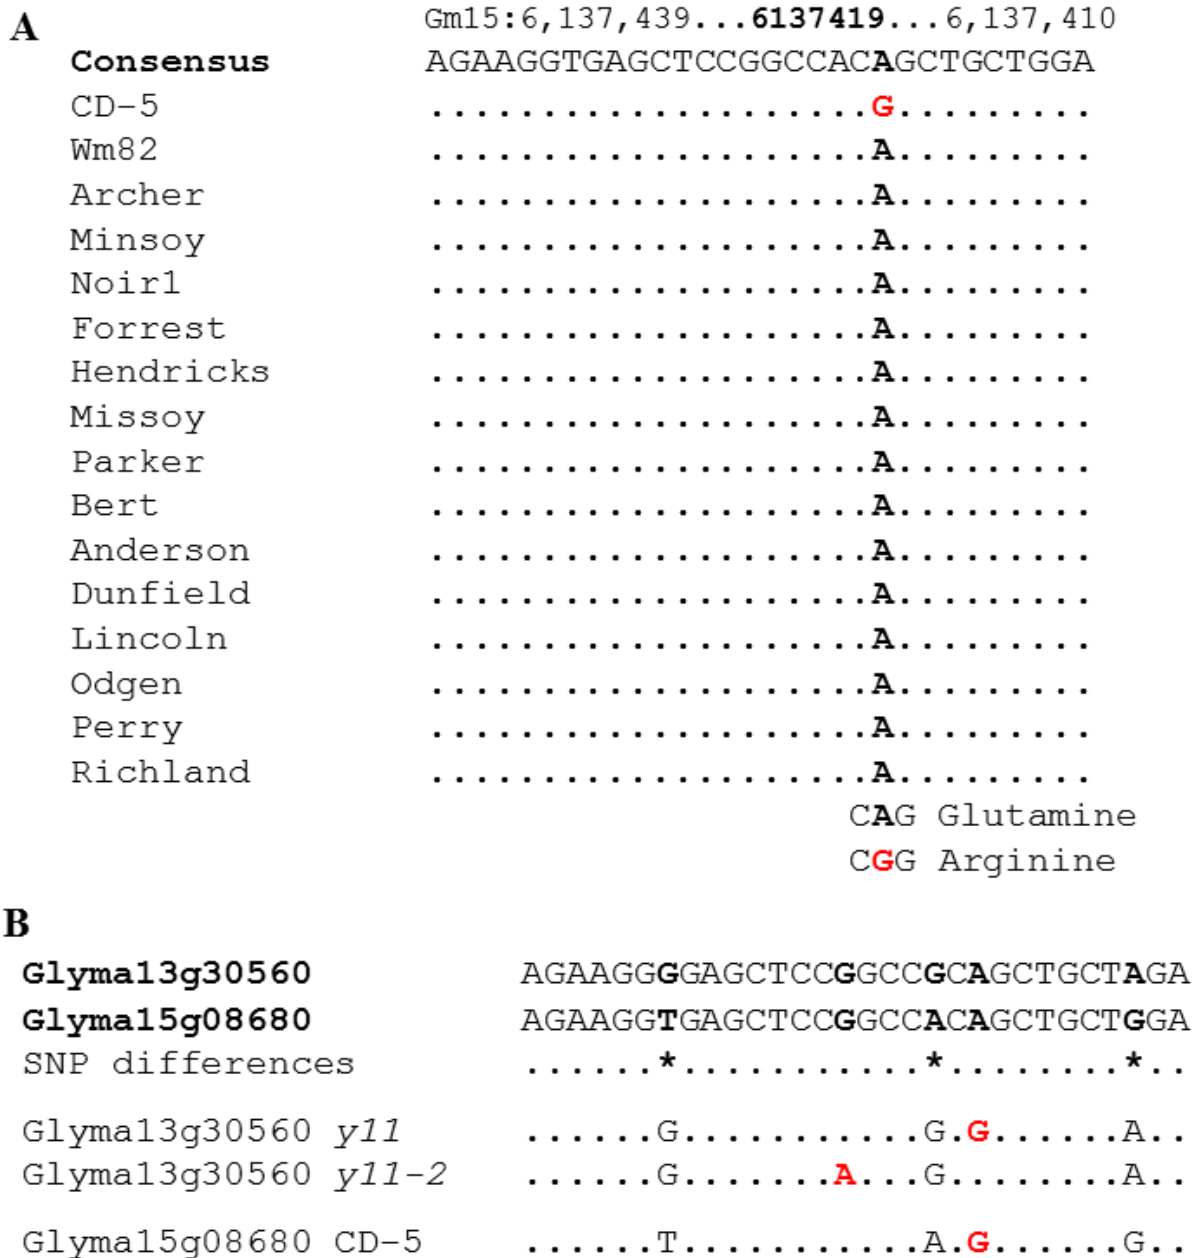 A
Gm15:6,137,439...6137419...6,137,410
Consensus AGAAGGTGAGCTCCGGCCACAGCTGCTGGA
CD-5 ....................G.........
Wm82 ....................A.........
Archer ....................A.........
Minsoy ....................A.........
Noir1 ....................A.........
Forrest ....................A.........
Hendricks ....................A.........
Missoy ....................A.........
Parker ....................A.........
Bert ....................A.........
Anderson ....................A.........
Dunfield ....................A.........
Lincoln ....................A.........
Odgen ....................A.........
Perry ....................A.........
Richland ....................A.........
CAG Glutamine
CGG Arginine
B
Glyma13g30560 AGAAGGGGAGCTCCGGCCGCAGCTGCTAGA
Glyma15g08680 AGAAGGTGAGCTCCGGCCACAGCTGCTGGA
SNP differences ......*...........*........*..
Glyma13g30560 y11 ......G...........G.G......A..
Glyma13g30560 y11-2 ......G.......A...G........A..
Glyma15g08680 CD-5 ......T...........A.G......G..